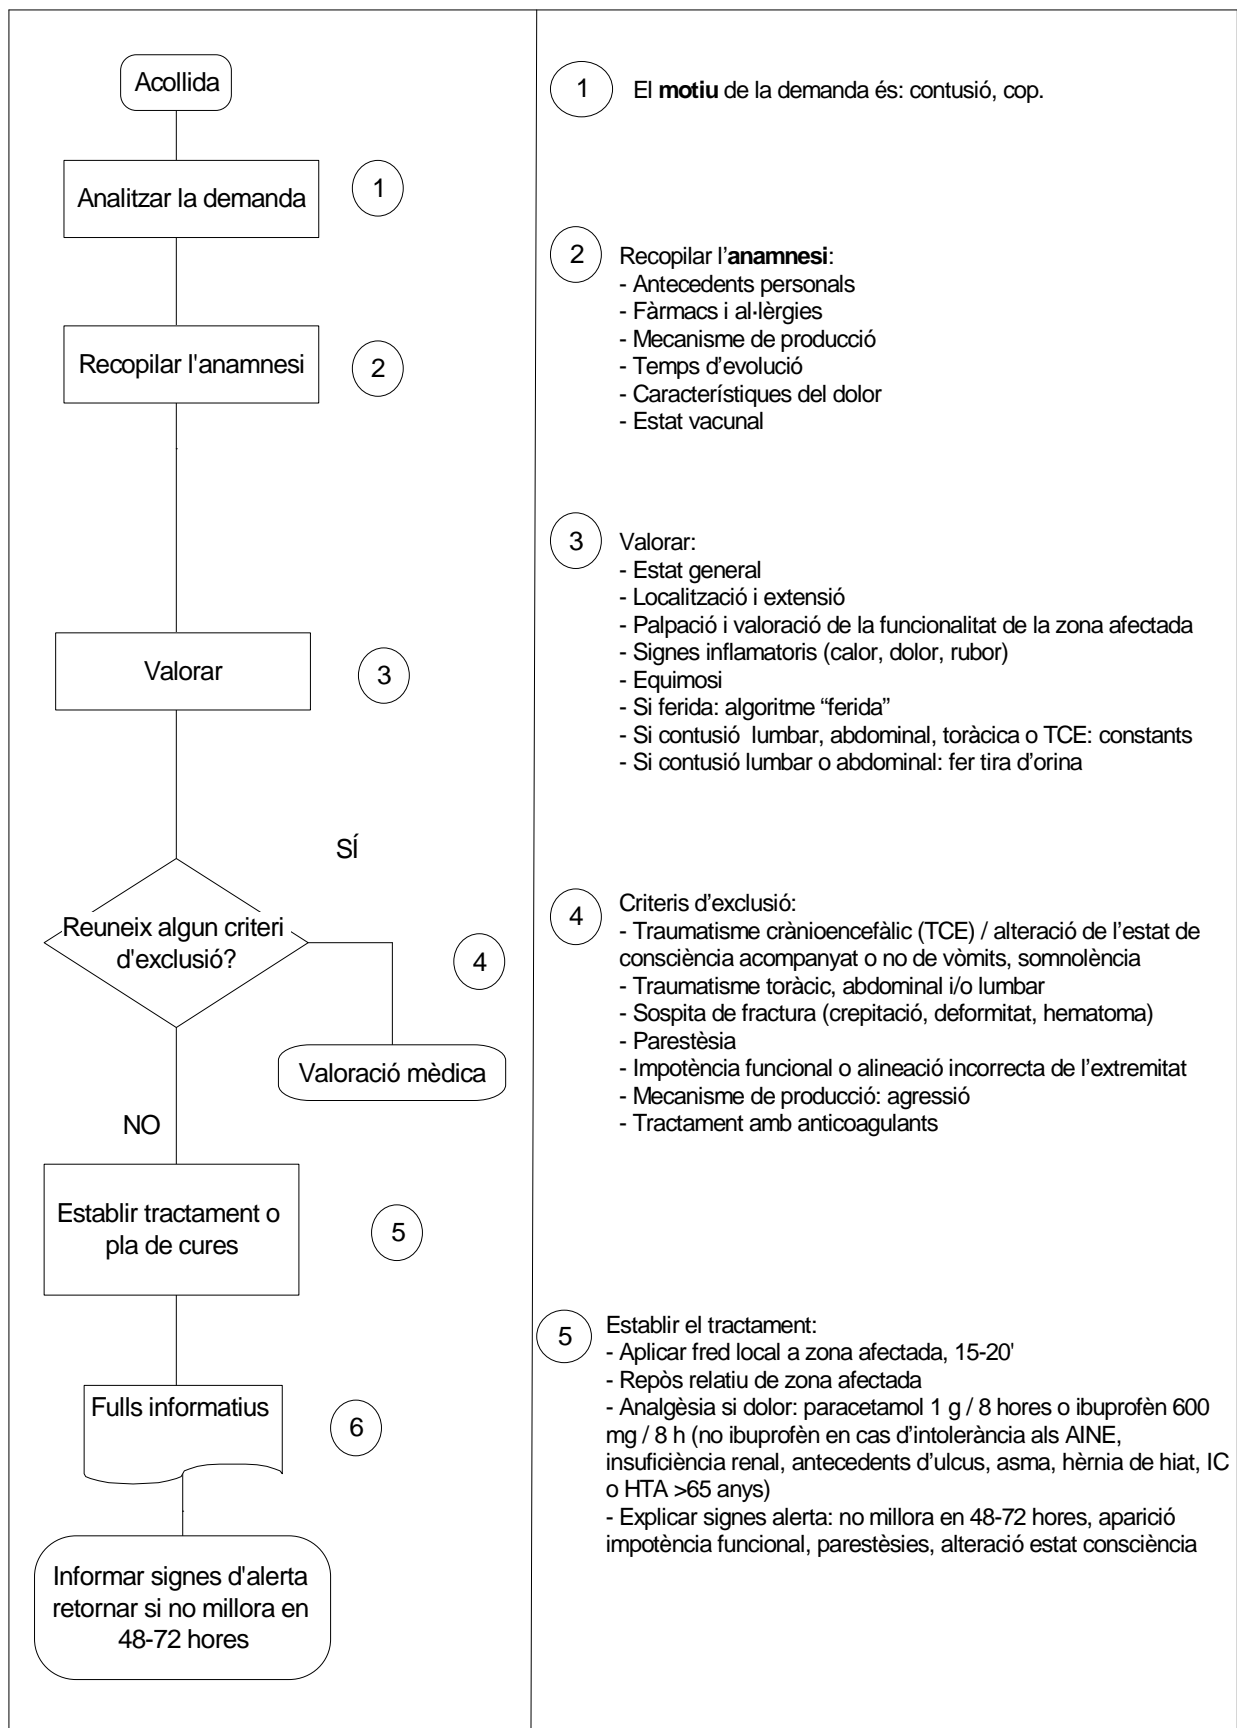 Acollida
Analitzar la demanda
1
Recopilar l'anamnesi
2
Valorar
3
SÍ
Reuneix algun criteri
d'exclusió?
4
Valoració mèdica
NO
Establir tractament o
pla de cures
5
Fulls informatius
6
Informar signes d'alerta
retornar si no millora en
48-72 hores
1
El motiu de la demanda és: contusió, cop.
2
Recopilar l’anamnesi:
- Antecedents personals
- Fàrmacs i al·lèrgies
- Mecanisme de producció
- Temps d’evolució
- Característiques del dolor
- Estat vacunal
3
Valorar:
- Estat general
- Localització i extensió
- Palpació i valoració de la funcionalitat de la zona afectada
- Signes inflamatoris (calor, dolor, rubor)
- Equimosi
- Si ferida: algoritme “ferida”
- Si contusió lumbar, abdominal, toràcica o TCE: constants
- Si contusió lumbar o abdominal: fer tira d’orina
4
Criteris d’exclusió:
- Traumatisme crànioencefàlic (TCE) / alteració de l’estat de
consciència acompanyat o no de vòmits, somnolència
- Traumatisme toràcic, abdominal i/o lumbar
- Sospita de fractura (crepitació, deformitat, hematoma)
- Parestèsia
- Impotència funcional o alineació incorrecta de l’extremitat
- Mecanisme de producció: agressió
- Tractament amb anticoagulants
5
Establir el tractament:
- Aplicar fred local a zona afectada, 15-20'
- Repòs relatiu de zona afectada
- Analgèsia si dolor: paracetamol 1 g / 8 hores o ibuprofèn 600
mg / 8 h (no ibuprofèn en cas d’intolerància als AINE,
insuficiència renal, antecedents d’ulcus, asma, hèrnia de hiat, IC
o HTA >65 anys)
- Explicar signes alerta: no millora en 48-72 hores, aparició
impotència funcional, parestèsies, alteració estat consciència